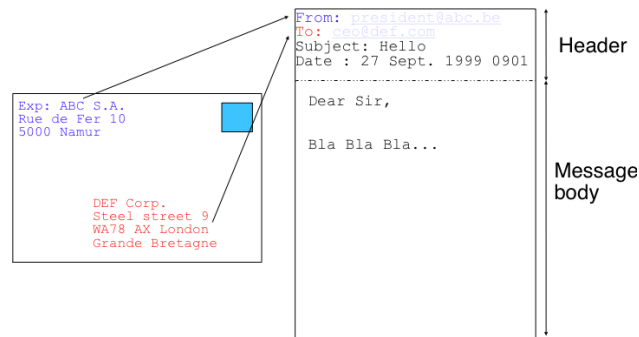 From: president@abc.be
To: ceo@def.com
Subject: Hello
Date : 27 Sept. 1999 0901
Header
Dear Sir,
Bla Bla Bla...
Message
body
Exp: ABC S.A.
Rue de Fer 10
5000 Namur
DEF Corp.
Steel street 9
WA78 AX London
Grande Bretagne